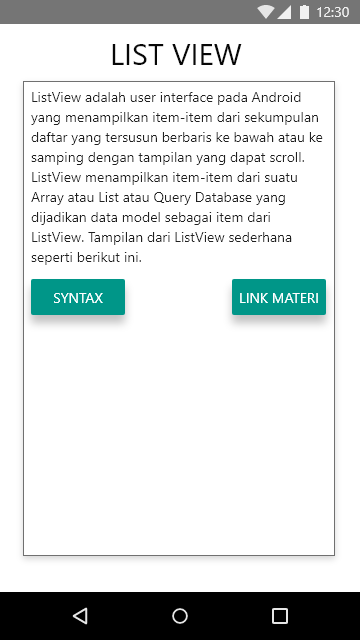 12:30
LIST VIEW
ListView adalah user interface pada Android
yang menampilkan item-item dari sekumpulan
daftar yang tersusun berbaris ke bawah atau ke
samping dengan tampilan yang dapat scroll.
ListView menampilkan item-item dari suatu
Array atau List atau Query Database yang
dijadikan data model sebagai item dari
ListView. Tampilan dari ListView sederhana
seperti berikut ini.
SYNTAX
LINK MATERI